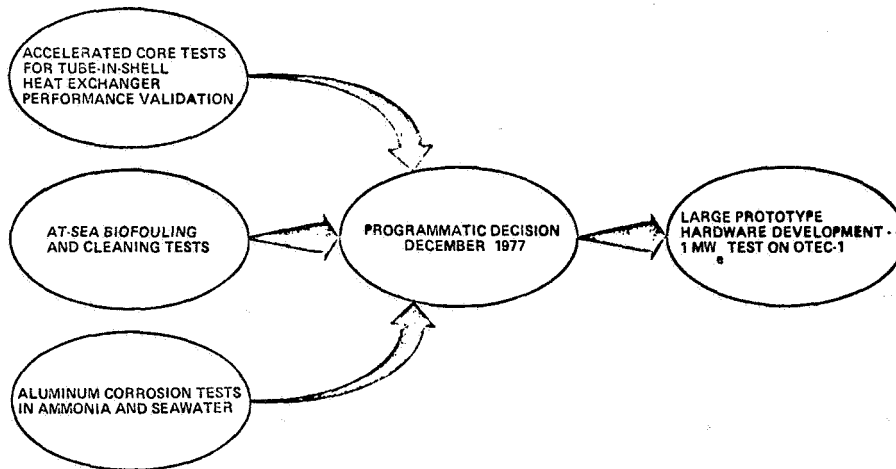 ACCELERATED CORE TESTS
FOR TUBE-IN-SHELL
HEAT EXCHANGER
PERFORMANCE VALIDATION
AT-SEA BIOFOULING
AND CLEANING TESTS
ALUMINUM CORROSION TESTS
IN AMMONIA AND SEAWATER
PROGRAMMATIC DECISION
DECEMBER 1977
LARGE PROTOTYPE
HARDWARE DEVELOPMENT -
1 MWe TEST ON OTEC-1